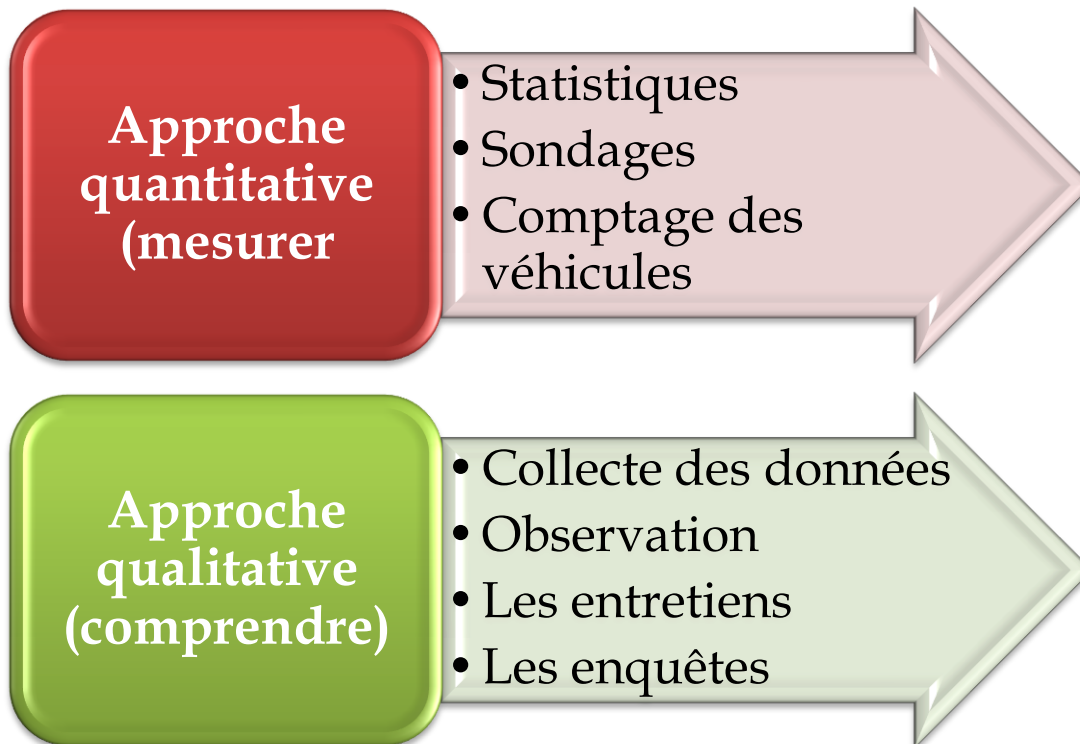 Approche
quantitative
(mesurer
• Statistiques
• Sondages
• Comptage des
véhicules
Approche
qualitative
(comprendre)
• Collecte des données
• Observation
• Les entretiens
• Les enquêtes